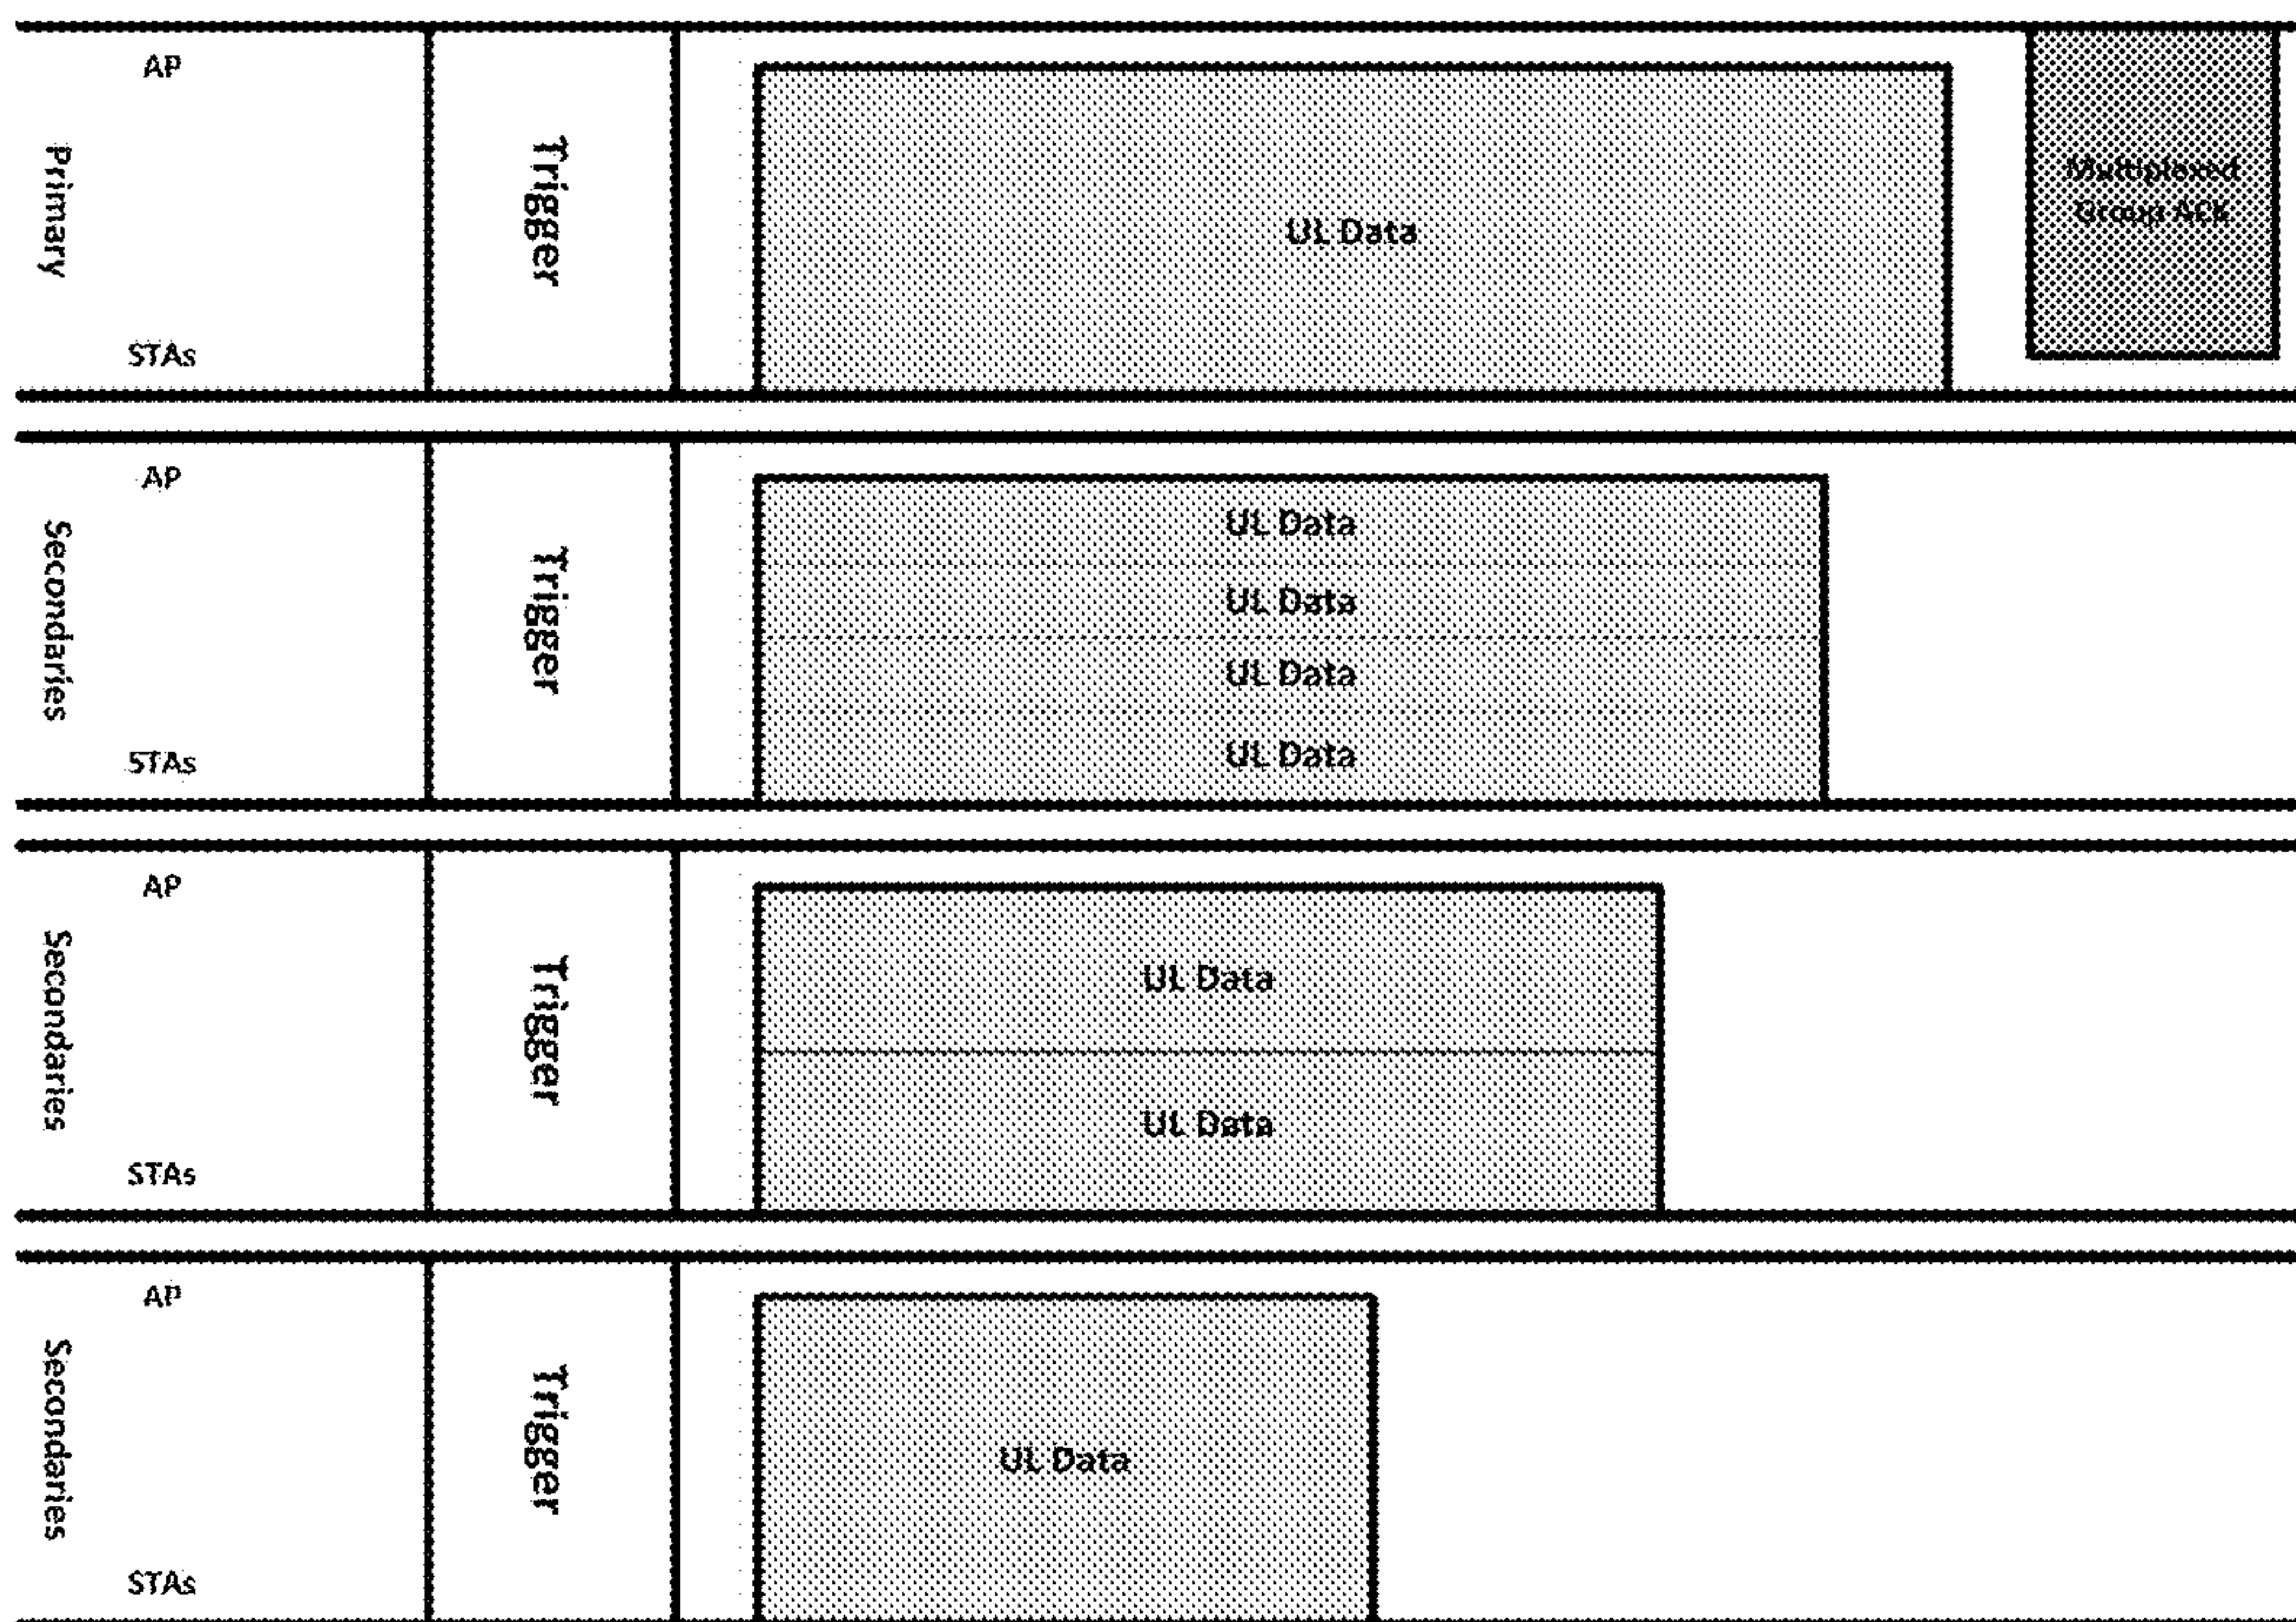 AP
Primary
STAs
Trigger
UL Data
Multiplexed
Group ACK
AP
Secondaries
STAs
Trigger
UL Data
UL Data
UL Data
UL Data
AP
Secondaries
STAs
Trigger
UL Data
UL Data
AP
Secondaries
STAs
Trigger
UL Data